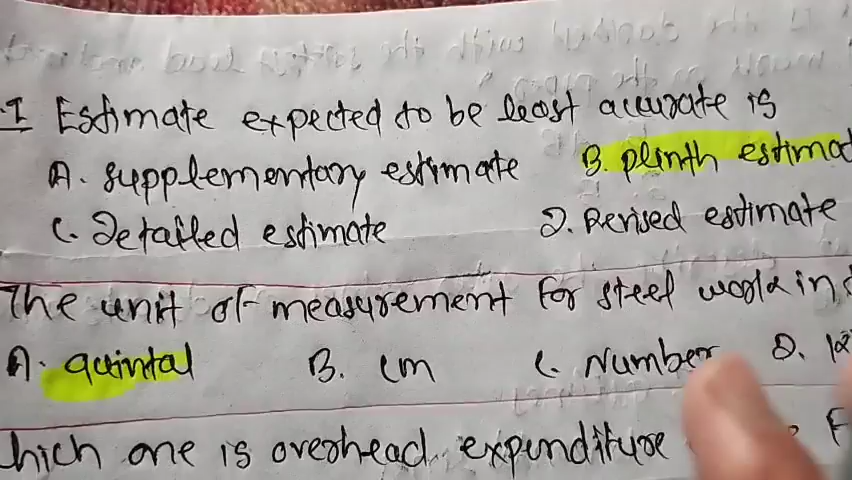 .I Estimate expected to be least accurate is
A. supplementary estimate B. plinth estimat
C. Detailed estimate D. Revised estimate
The unit of measurement for steel work in
A. quintal B. cm C. Number D.
hich one is overhead expenditure